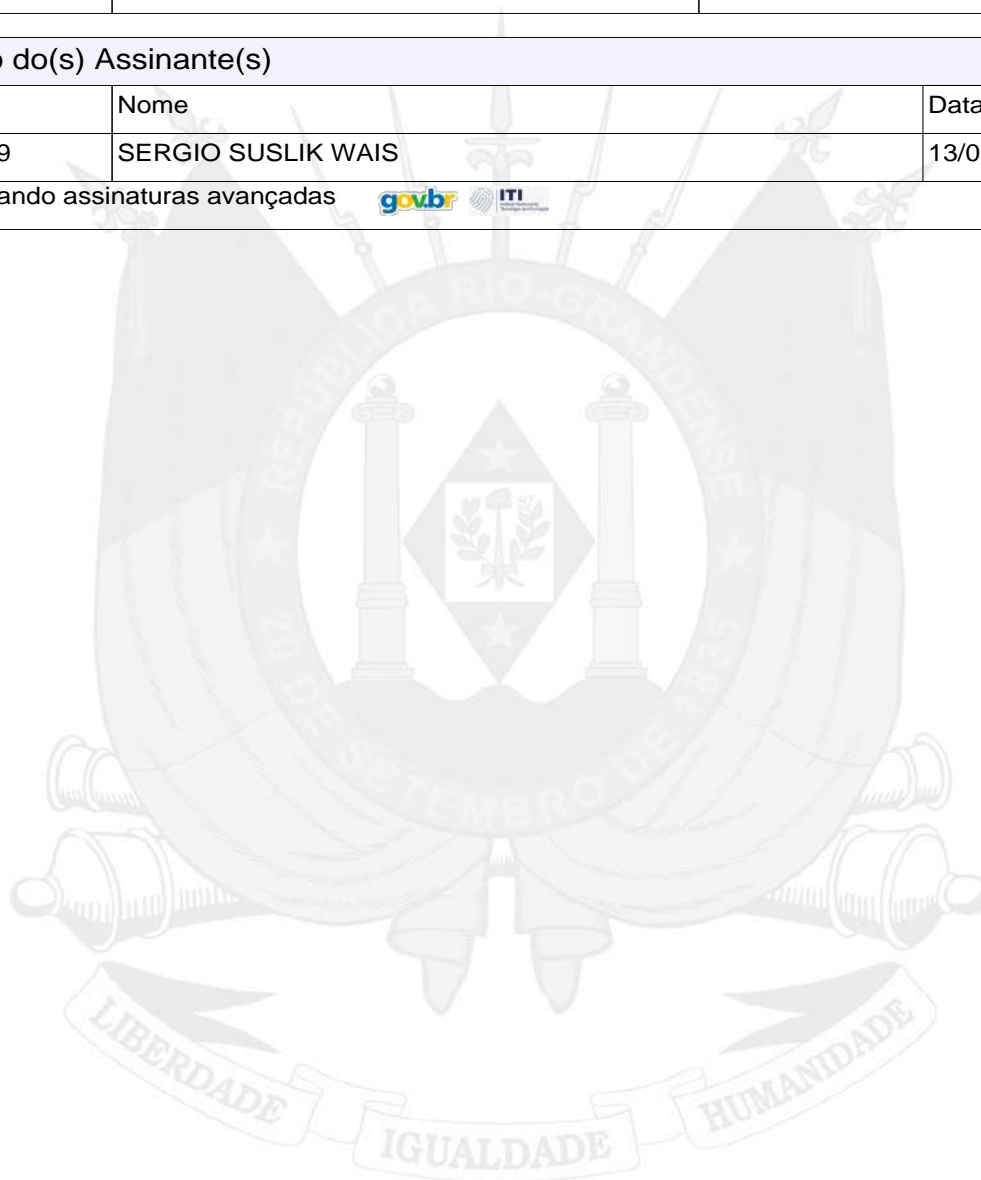 o do(s) Assinante(s)
Nome Data
9 SERGIO SUSLIK WAIS 13/0
ando assinaturas avançadas gov.br ITI
REPÚBLICA RIO-GRANDENSE
★ 20 DE SETEMBRO DE 1835 ★
LIBERDADE IGUALDADE HUMANIDADE